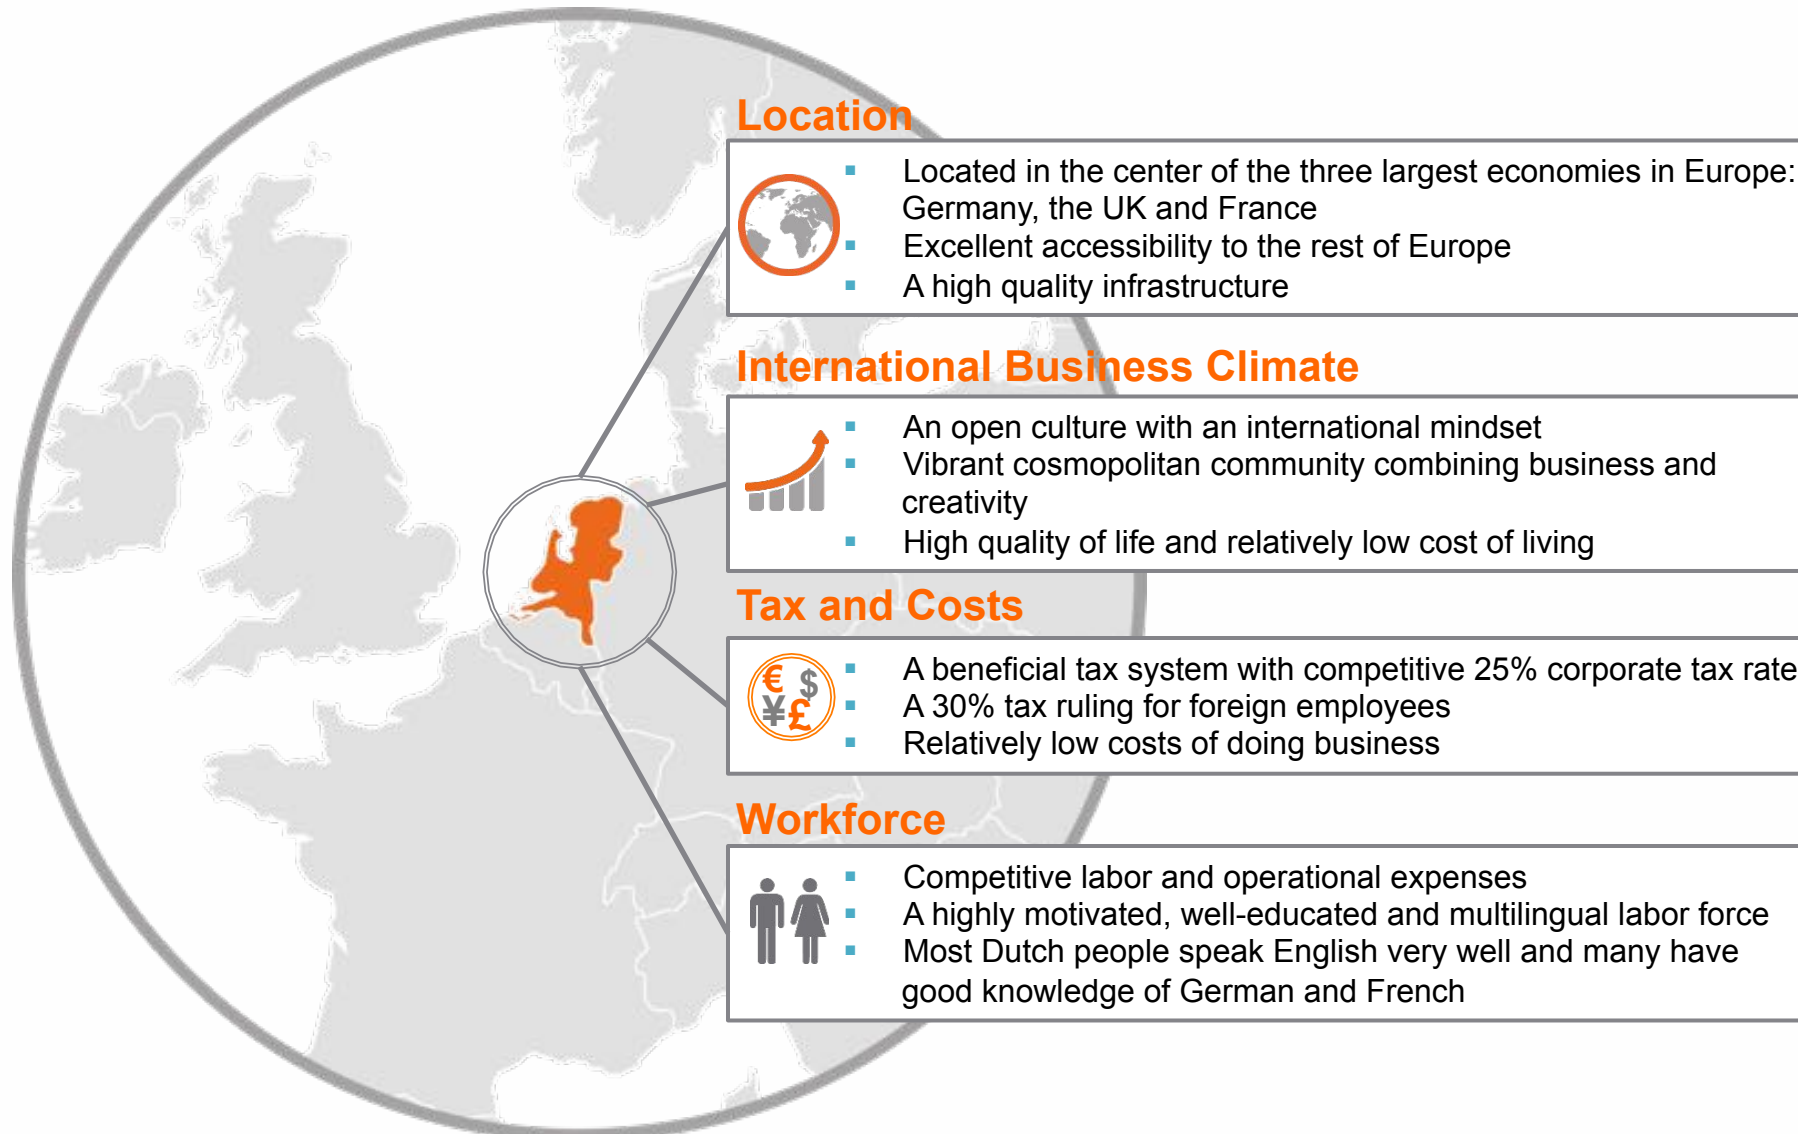 Location
▪ Located in the center of the three largest economies in Europe:
Germany, the UK and France
▪ Excellent accessibility to the rest of Europe
▪ A high quality infrastructure
International Business Climate
▪ An open culture with an international mindset
▪ Vibrant cosmopolitan community combining business and
creativity
▪ High quality of life and relatively low cost of living
Tax and Costs
€ $
¥ £
▪ A beneficial tax system with competitive 25% corporate tax rate
▪ A 30% tax ruling for foreign employees
▪ Relatively low costs of doing business
Workforce
▪ Competitive labor and operational expenses
▪ A highly motivated, well-educated and multilingual labor force
▪ Most Dutch people speak English very well and many have
good knowledge of German and French